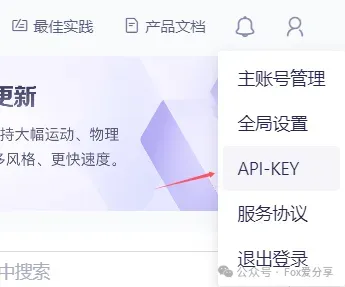 最佳实践
产品文档
更新
主账号管理
全局设置
持大幅运动、物理
多风格、更快速度。
API-KEY
服务协议
退出登录
中搜索
公众号 · Fox爱分享